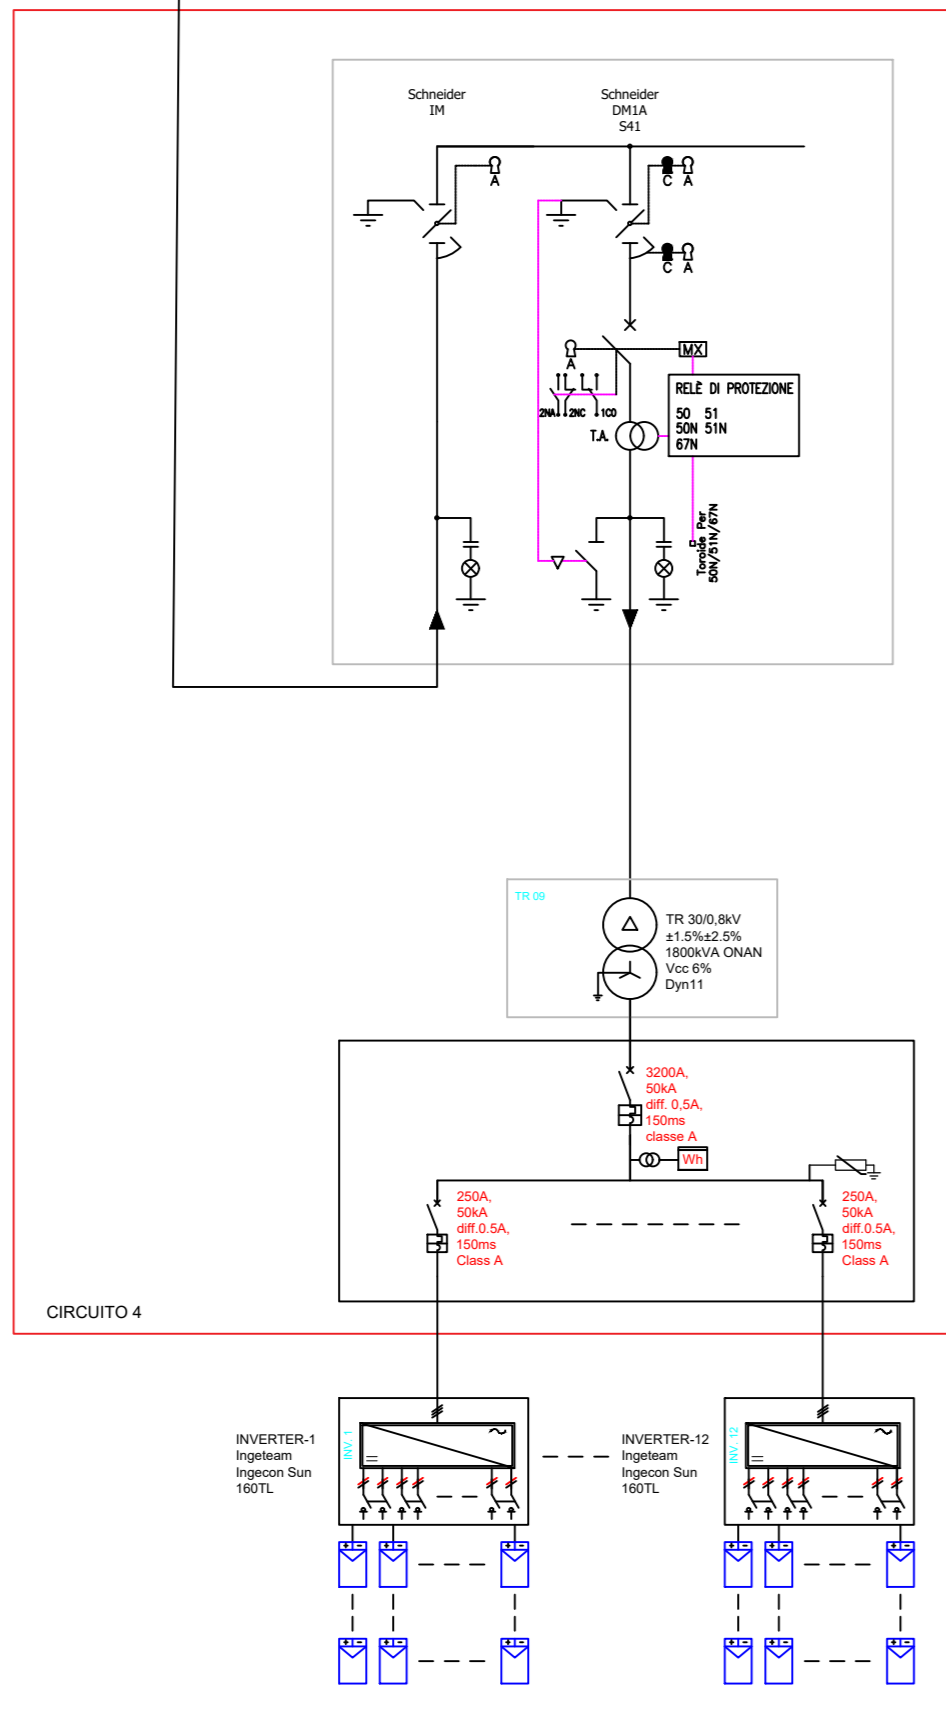 Schneider
IM
Schneider
DM1A
S41
A
C A
C A
A
MX
RELÈ DI PROTEZIONE
50 51
50N 51N
67N
2NA
2NC
1CO
T.A.
Toroide Per
50N/51N/67N
TR 09
TR 30/0,8kV
±1.5%±2.5%
1800kVA ONAN
Vcc 6%
Dyn11
3200A,
50kA
diff. 0,5A,
150ms
classe A
Wh
250A,
50kA
diff.0.5A,
150ms
Class A
250A,
50kA
diff.0.5A,
150ms
Class A
CIRCUITO 4
INVERTER-1
Ingeteam
Ingecon Sun
160TL
INV. 1
INVERTER-12
Ingeteam
Ingecon Sun
160TL
INV. 12